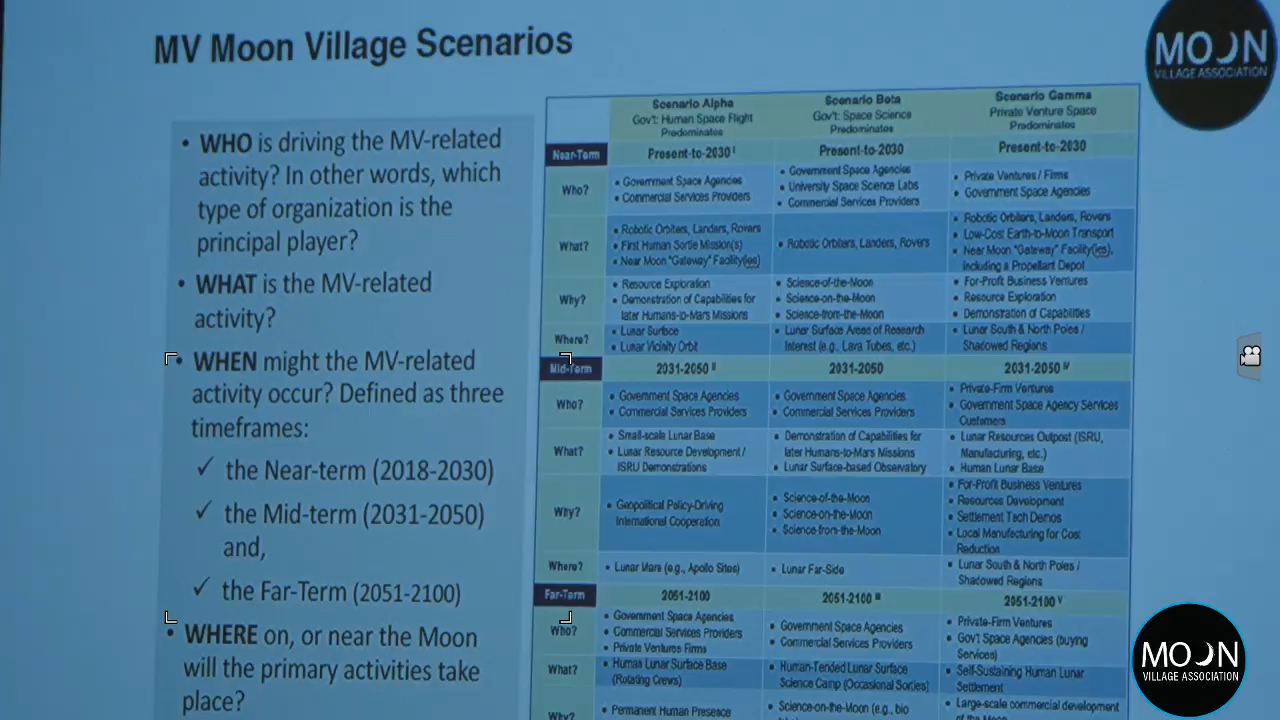 MV Moon Village Scenarios
MOON
VILLAGE ASSOCIATION
• WHO is driving the MV-related
activity? In other words, which
type of organization is the
principal player?
• WHAT is the MV-related
activity?
• WHEN might the MV-related
activity occur? Defined as three
timeframes:
✓ the Near-term (2018-2030)
✓ the Mid-term (2031-2050)
and,
✓ the Far-Term (2051-2100)
• WHERE on, or near the Moon
will the primary activities take
place?
Scenario Alpha
Gov't: Human Space Flight
Predominates
Scenario Beta
Gov't: Space Science
Predominates
Scenario Gamma
Private Venture Space
Predominates
Near-Term
Present-to-2030 I
Present-to-2030
Present-to-2030
Who?
• Government Space Agencies
• Commercial Services Providers
• Government Space Agencies
• University Space Science Labs
• Commercial Services Providers
• Private Ventures / Firms
• Government Space Agencies
What?
• Robotic Orbiters, Landers, Rovers
• First Human Sortie Mission(s)
• Near Moon "Gateway" Facility(ies)
• Robotic Orbiters, Landers, Rovers
• Robotic Orbiters, Landers, Rovers
• Low-Cost Earth-to-Moon Transport
• Near Moon "Gateway" Facility(ies),
including a Propellant Depot
Why?
• Resource Exploration
• Demonstration of Capabilities for
later Humans-to-Mars Missions
• Science-of-the-Moon
• Science-on-the-Moon
• Science-from-the-Moon
• For-Profit Business Ventures
• Resource Exploration
• Demonstration of Capabilities
Where?
• Lunar Surface
• Lunar Vicinity Orbit
• Lunar Surface Areas of Research
Interest (e.g., Lava Tubes, etc.)
• Lunar South & North Poles /
Shadowed Regions
Mid-Term
2031-2050 II
2031-2050
2031-2050 IV
Who?
• Government Space Agencies
• Commercial Services Providers
• Government Space Agencies
• Commercial Services Providers
• Private-Firm Ventures
• Government Space Agency Services
Customers
What?
• Small-scale Lunar Base
• Lunar Resource Development /
ISRU Demonstrations
• Demonstration of Capabilities for
later Humans-to-Mars Missions
• Lunar Surface-based Observatory
• Lunar Resources Outpost (ISRU,
Manufacturing, etc.)
• Human Lunar Base
Why?
• Geopolitical Policy-Driving
International Cooperation
• Science-of-the-Moon
• Science-on-the-Moon
• Science-from-the-Moon
• For-Profit Business Ventures
• Resources Development
• Settlement Tech Demos
• Local Manufacturing for Cost
Reduction
Where?
• Lunar Mare (e.g., Apollo Sites)
• Lunar Far-Side
• Lunar South & North Poles /
Shadowed Regions
Far-Term
2051-2100
2051-2100 III
2051-2100 V
Who?
• Government Space Agencies
• Commercial Services Providers
• Private Ventures Firms
• Government Space Agencies
• Commercial Services Providers
• Private-Firm Ventures
• Gov't Space Agencies (buying
Services)
What?
• Human Lunar Surface Base
(Rotating Crews)
• Human-Tended Lunar Surface
Science Camp (Occasional Sorties)
• Self-Sustaining Human Lunar
Settlement
Why?
• Permanent Human Presence
• Science-on-the-Moon (e.g., bio
• Large-scale commercial development
of the Moon
MOON
VILLAGE ASSOCIATION